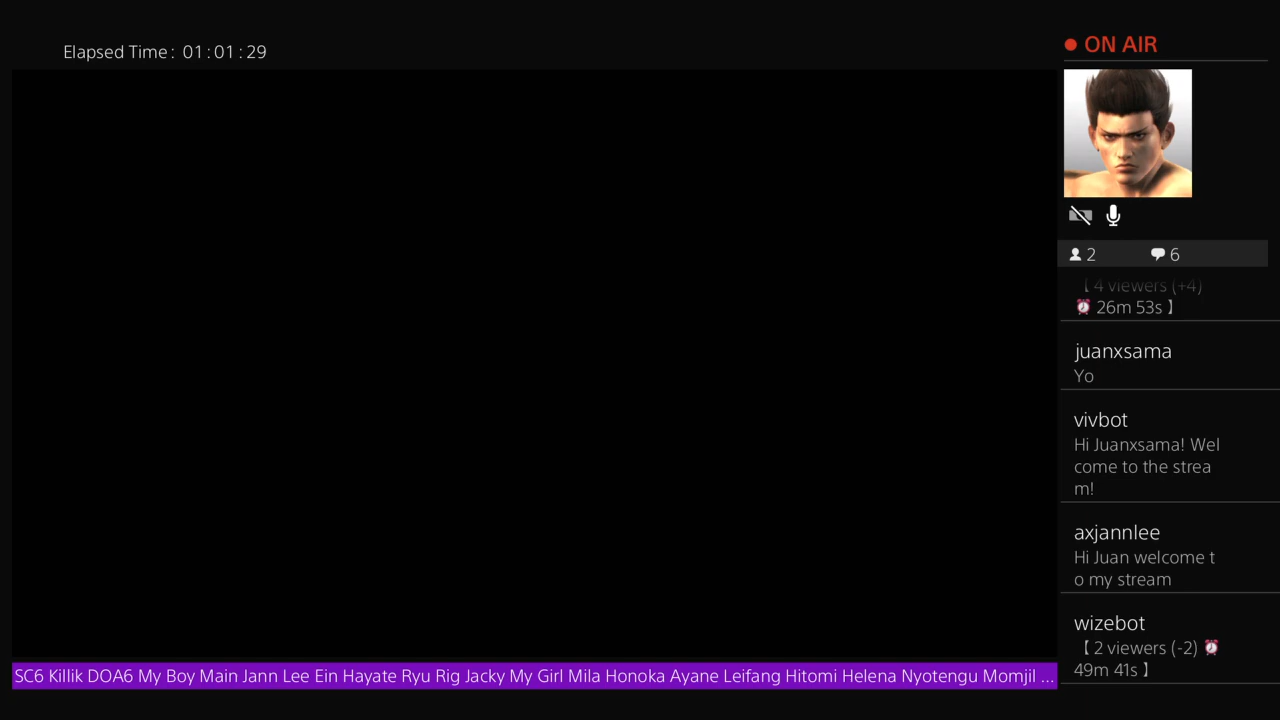 Elapsed Time: 01:01:29
ON AIR
2 6
【4 viewers (+4)
⏰ 26m 53s】
juanxsama
Yo
vivbot
Hi Juanxsama! Wel
come to the strea
m!
axjannlee
Hi Juan welcome t
o my stream
wizebot
【2 viewers (-2) ⏰
49m 41s】
SC6 Killik DOA6 My Boy Main Jann Lee Ein Hayate Ryu Rig Jacky My Girl Mila Honoka Ayane Leifang Hitomi Helena Nyotengu Momjil ...